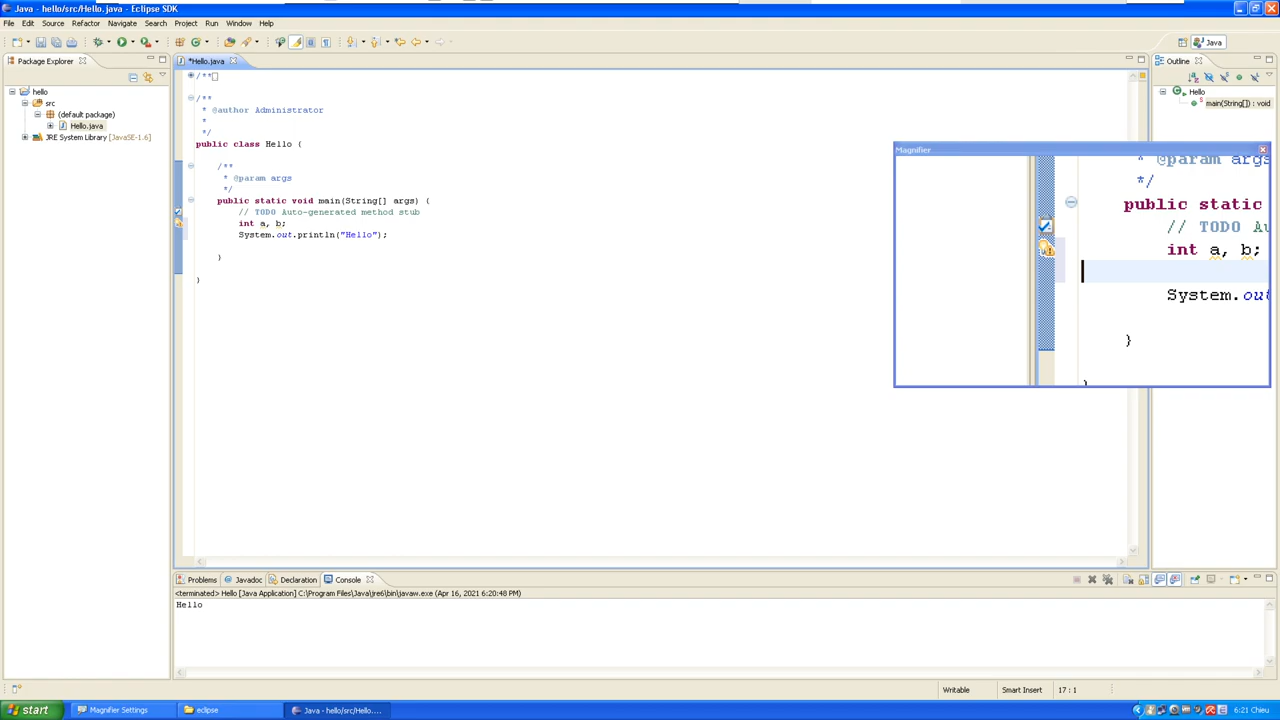 Java - hello/src/Hello.java - Eclipse SDK
File Edit Source Refactor Navigate Search Project Run Window Help
Java
Package Explorer
*Hello.java
Outline
hello
src
(default package)
Hello.java
JRE System Library [JavaSE-1.6]
/**
/**
* @author Administrator
*
*/
public class Hello {
/**
* @param args
*/
public static void main(String[] args) {
// TODO Auto-generated method stub
int a, b;
System.out.println("Hello");
}
}
Hello
main(String[]) : void
Magnifier
* @param args
*/
public static
// TODO Au
int a, b;
System.out
}
}
Problems Javadoc Declaration Console
<terminated> Hello [Java Application] C:\Program Files\Java\jre6\bin\javaw.exe (Apr 16, 2021 6:20:48 PM)
Hello
Writable Smart Insert 17 : 1
start Magnifier Settings eclipse Java - hello/src/Hello.... 6:21 Chieu